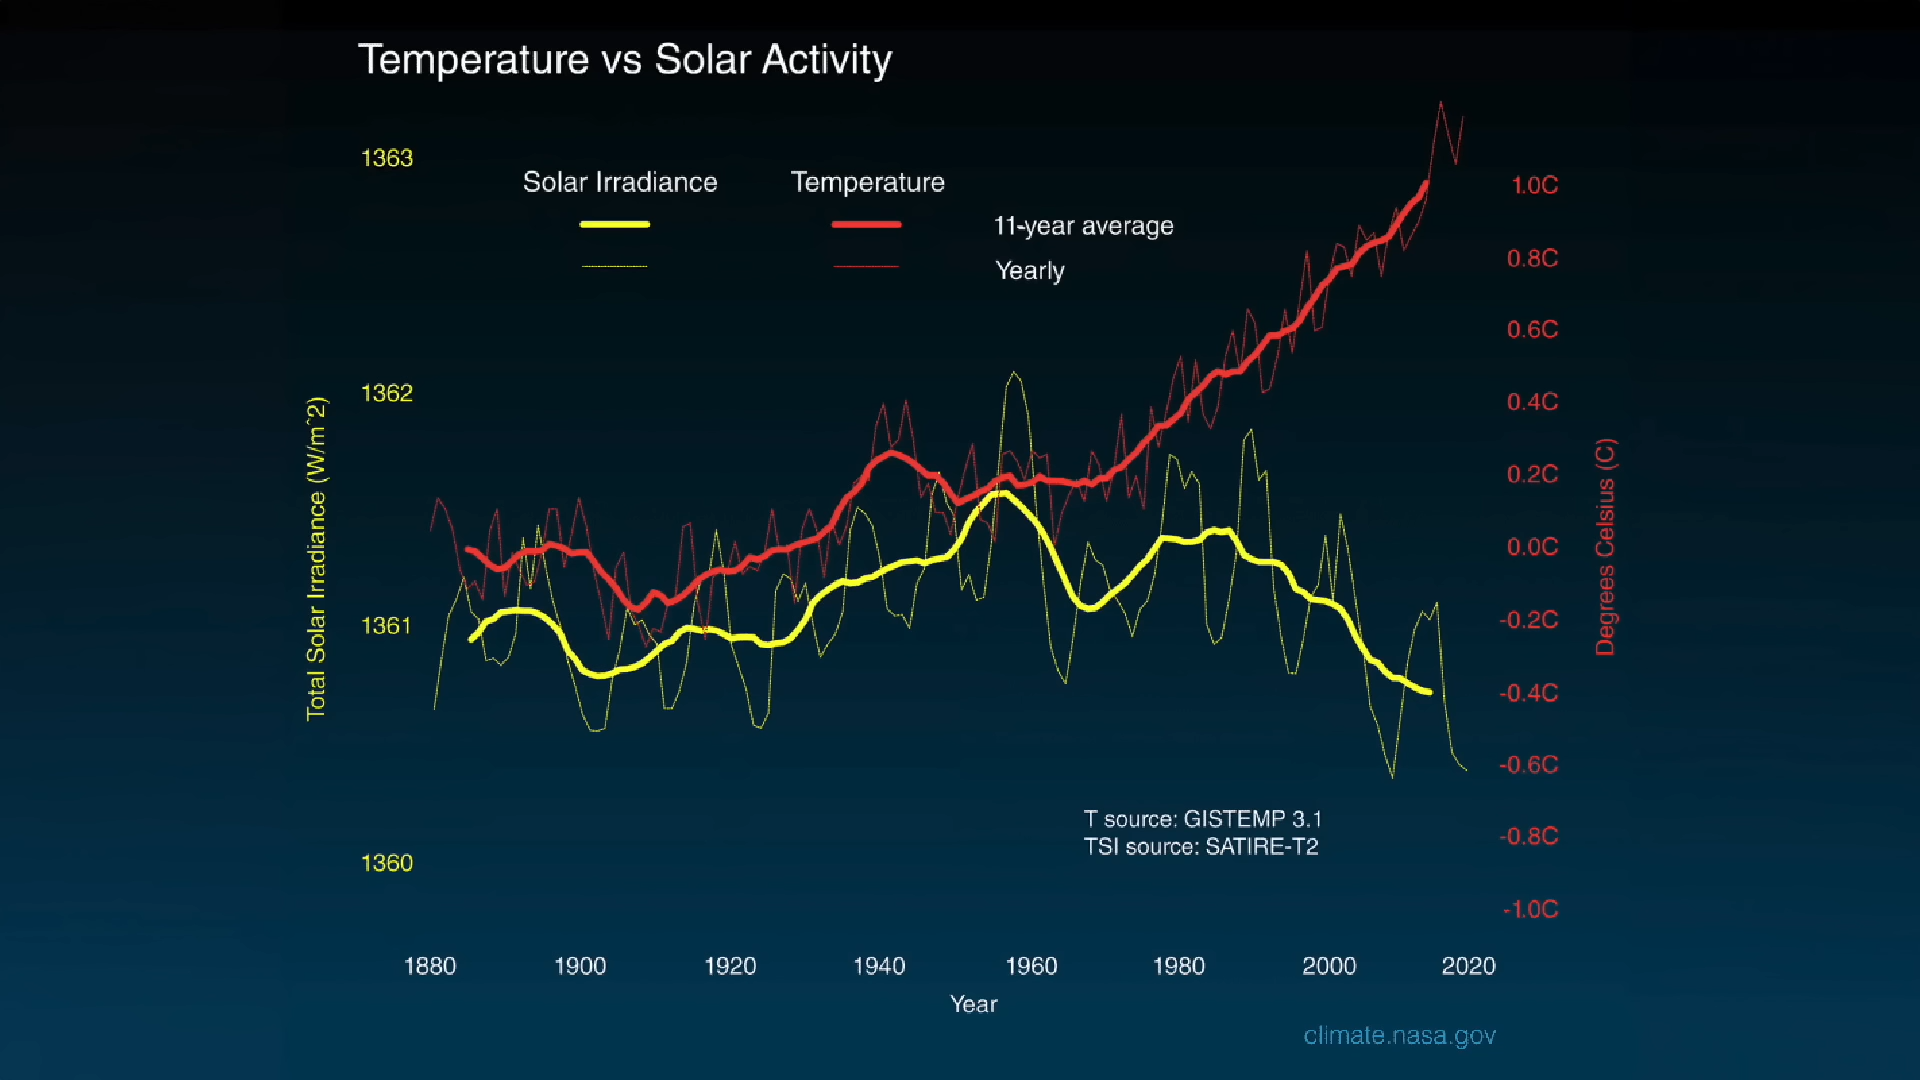 Temperature vs Solar Activity
1363
Solar Irradiance Temperature
1.0C
11-year average
0.8C
Yearly
0.6C
1362
0.4C
Total Solar Irradiance (W/m^2)
Degrees Celsius (C)
0.2C
0.0C
1361
-0.2C
-0.4C
-0.6C
T source: GISTEMP 3.1
-0.8C
TSI source: SATIRE-T2
1360
-1.0C
1880 1900 1920 1940 1960 1980 2000 2020
Year
climate.nasa.gov